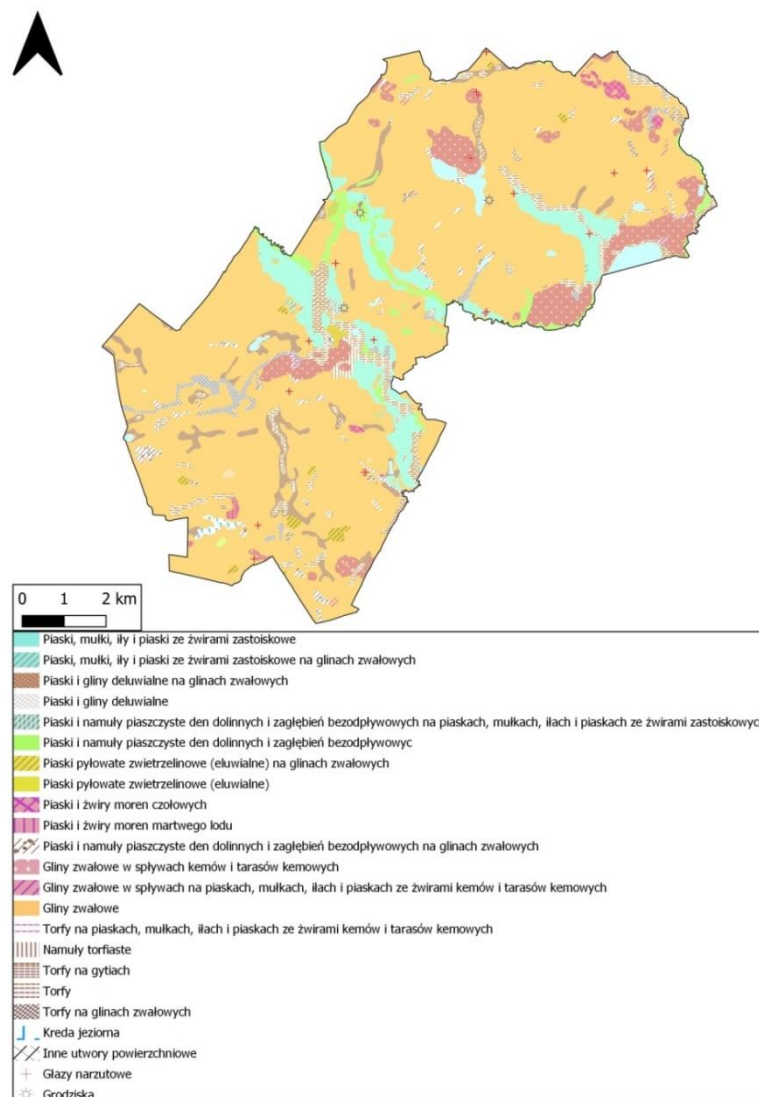 0 1 2 km
Piaski, mułki, iły i piaski ze żwirami zastoiskowe
Piaski, mułki, iły i piaski ze żwirami zastoiskowe na glinach zwałowych
Piaski i gliny deluwialne na glinach zwałowych
Piaski i gliny deluwialne
Piaski i namuły piaszczyste den dolinnych i zagłębień bezodpływowych na piaskach, mułkach, iłach i piaskach ze żwirami zastoiskowyc
Piaski i namuły piaszczyste den dolinnych i zagłębień bezodpływowyc
Piaski pyłowate zwietrzelinowe (eluwialne) na glinach zwałowych
Piaski pyłowate zwietrzelinowe (eluwialne)
Piaski i żwiry moren czołowych
Piaski i żwiry moren martwego lodu
Piaski i namuły piaszczyste den dolinnych i zagłębień bezodpływowych na glinach zwałowych
Gliny zwałowe w spływach kemów i tarasów kemowych
Gliny zwałowe w spływach na piaskach, mułkach, iłach i piaskach ze żwirami kemów i tarasów kemowych
Gliny zwałowe
Torfy na piaskach, mułkach, iłach i piaskach ze żwirami kemów i tarasów kemowych
Namuły torfiaste
Torfy na gytiach
Torfy
Torfy na glinach zwałowych
Kreda jeziorna
Inne utwory powierzchniowe
Głazy narzutowe
Grodziska